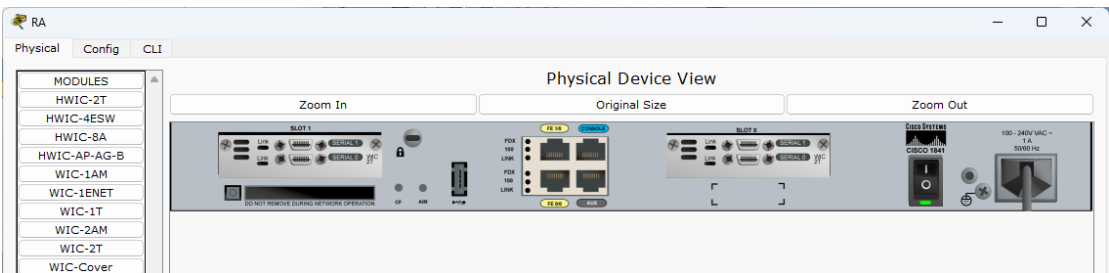 RA
Physical Config CLI
MODULES
HWIC-2T
HWIC-4ESW
HWIC-8A
HWIC-AP-AG-B
WIC-1AM
WIC-1ENET
WIC-1T
WIC-2AM
WIC-2T
WIC-Cover
Physical Device View
Zoom In Original Size Zoom Out
SLOT 1
Link SERIAL 1
Link SERIAL 0 WIC
DO NOT REMOVE DURING NETWORK OPERATION
CF AIM
FE 1/0 CONSOLE
FDX
100
LINK
FDX
100
LINK
FE 0/0 AUX
SLOT 0
Link SERIAL 1
Link SERIAL 0 WIC
CISCO SYSTEMS
CISCO 1841
100 - 240V VAC ~
1 A
50/60 Hz